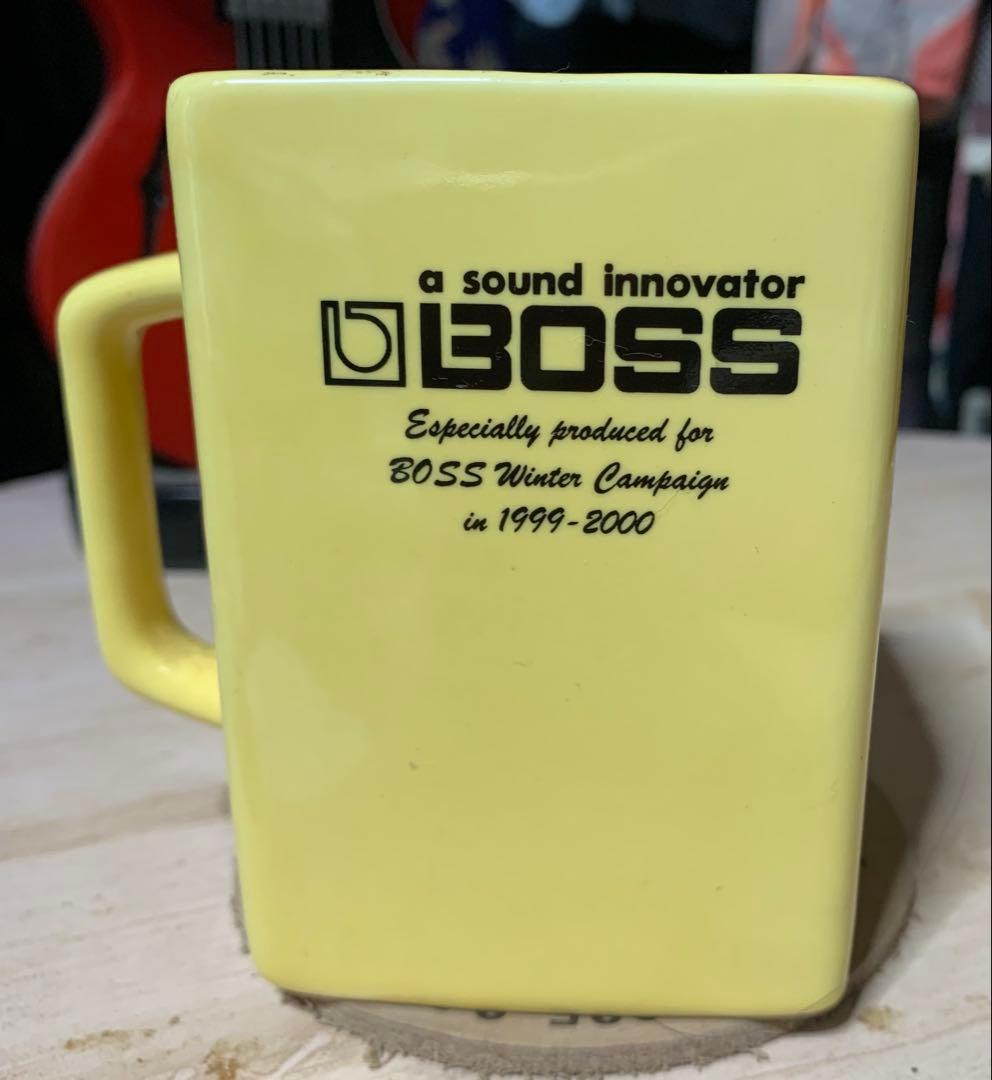 a sound innovator
BOSS
Especially produced for
BOSS Winter Campaign
in 1999-2000